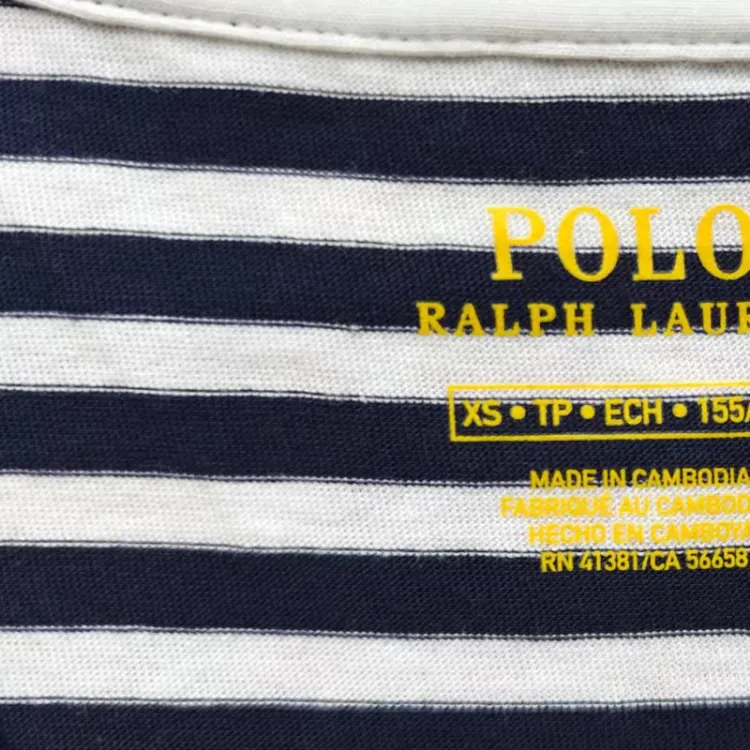 POLO
RALPH LAUR
XS • TP • ECH • 155/
MADE IN CAMBODIA
FABRIQUÉ AU CAMBOD
HECHO EN CAMBOYA
RN 41381/CA 56658